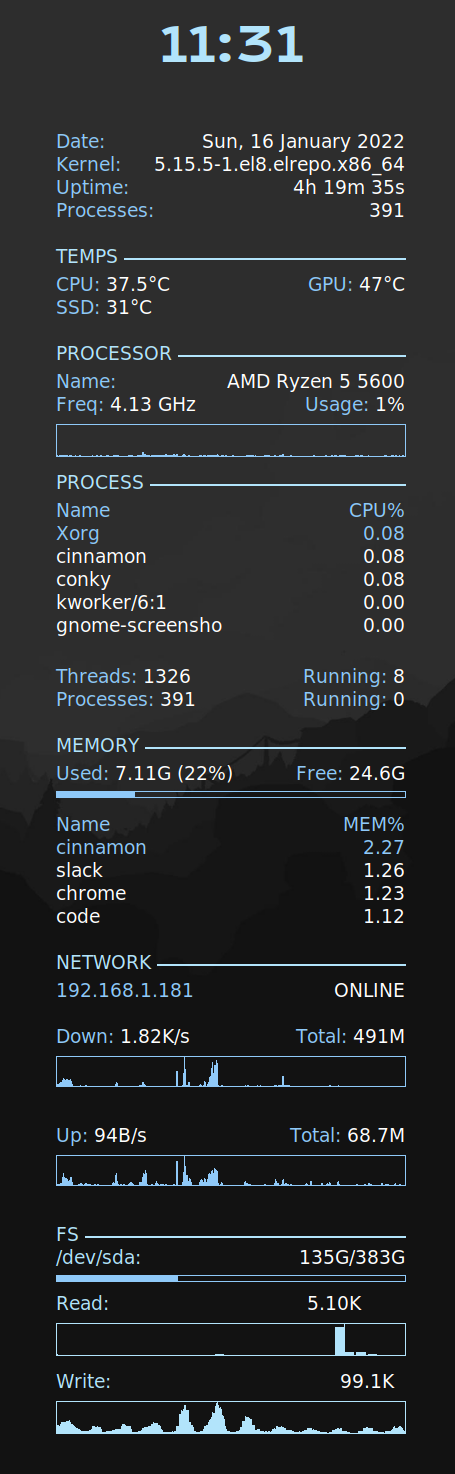 11:31
Date: Sun, 16 January 2022
Kernel: 5.15.5-1.el8.elrepo.x86_64
Uptime: 4h 19m 35s
Processes: 391
TEMPS
CPU: 37.5°C GPU: 47°C
SSD: 31°C
PROCESSOR
Name: AMD Ryzen 5 5600
Freq: 4.13 GHz Usage: 1%
PROCESS
Name CPU%
Xorg 0.08
cinnamon 0.08
conky 0.08
kworker/6:1 0.00
gnome-screensho 0.00
Threads: 1326 Running: 8
Processes: 391 Running: 0
MEMORY
Used: 7.11G (22%) Free: 24.6G
Name MEM%
cinnamon 2.27
slack 1.26
chrome 1.23
code 1.12
NETWORK
192.168.1.181 ONLINE
Down: 1.82K/s Total: 491M
Up: 94B/s Total: 68.7M
FS
/dev/sda: 135G/383G
Read: 5.10K
Write: 99.1K